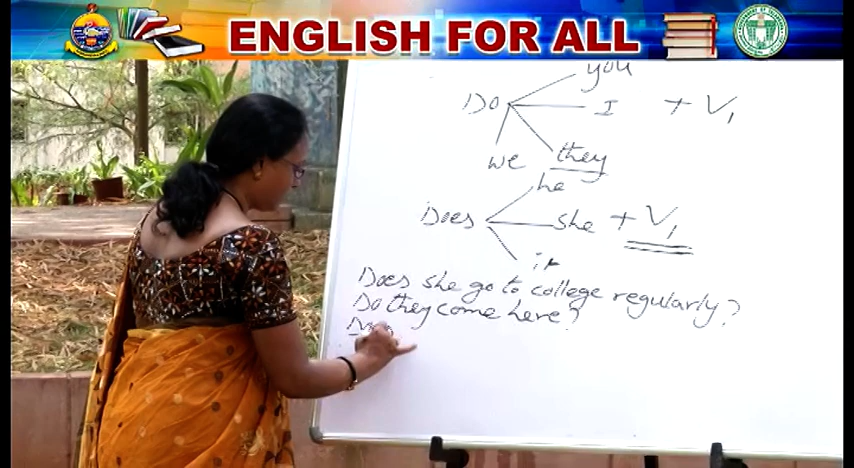 ENGLISH FOR ALL
you
Do I + V1
we they
he
Does she + V1
it
Does she go to college regularly?
Do they come here?